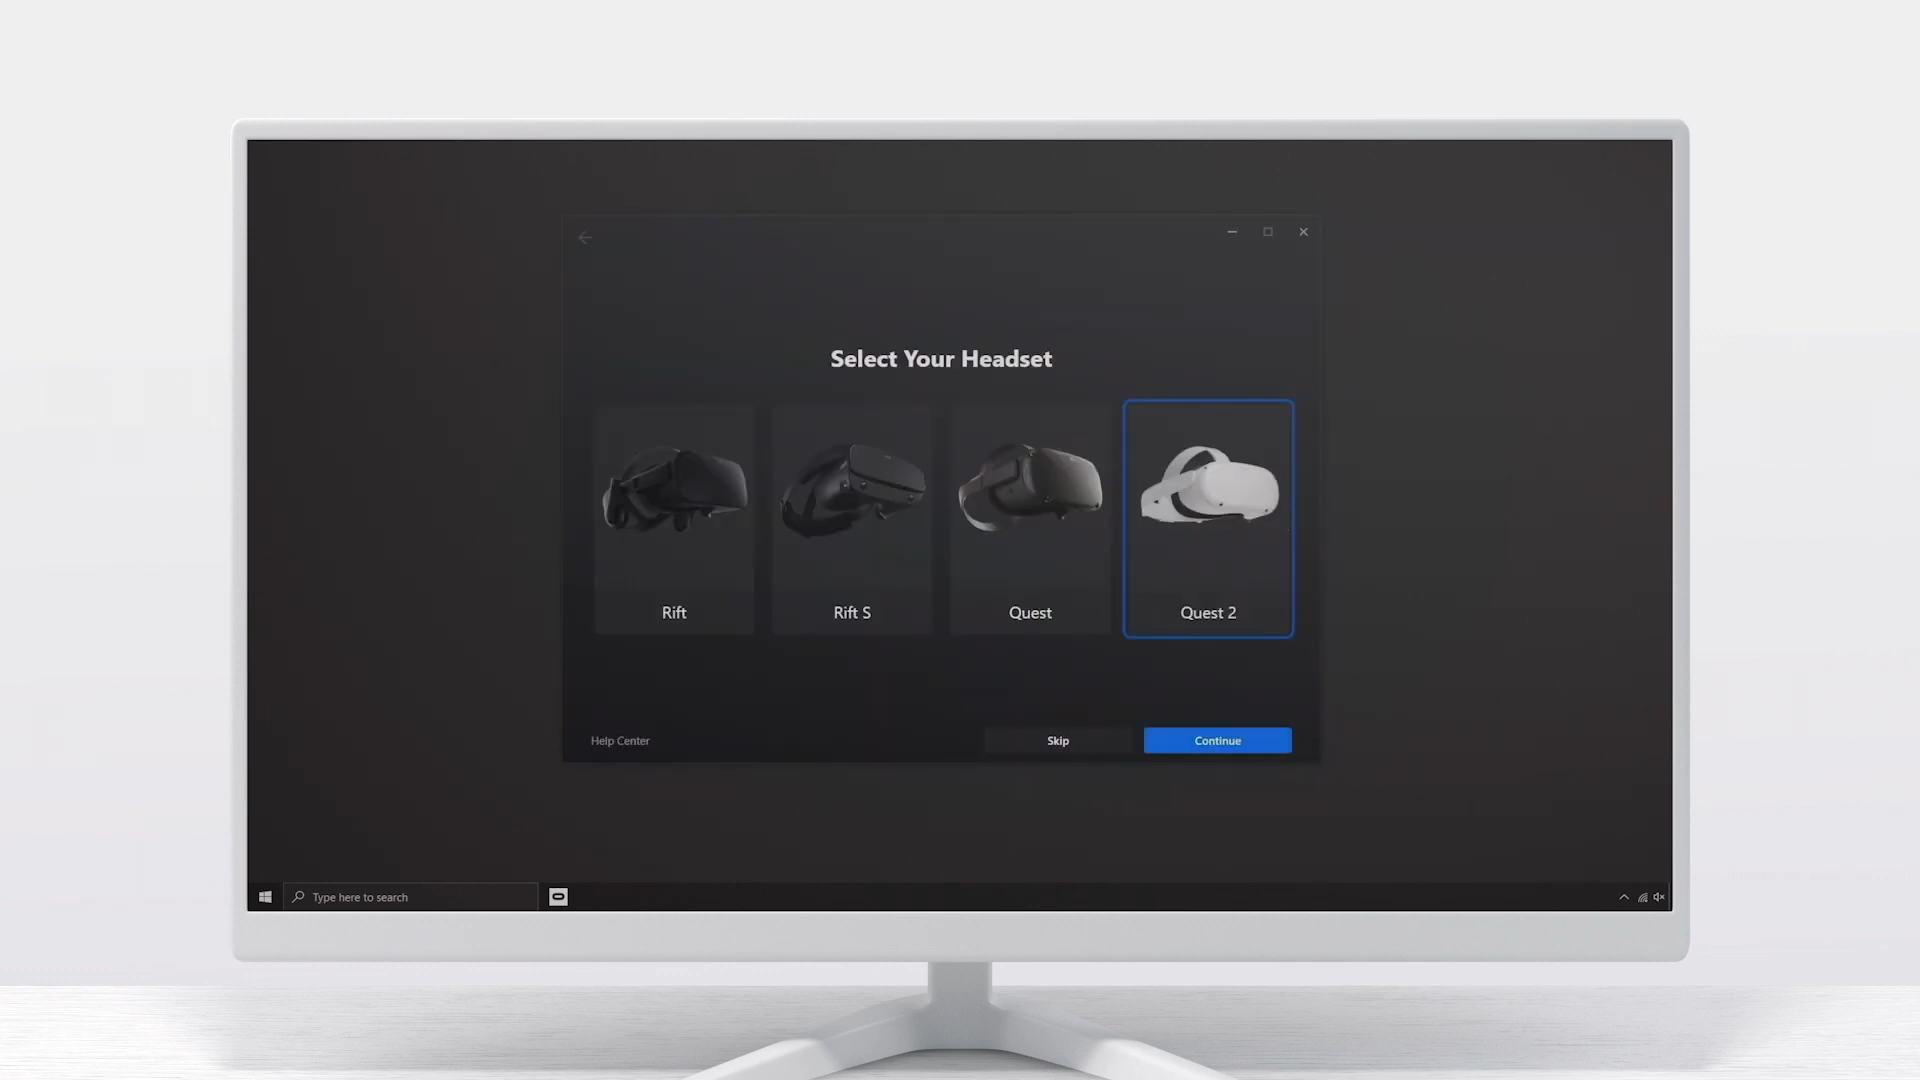 Select Your Headset
Rift
Rift S
Quest
Quest 2
Help Center
Skip
Continue
Type here to search